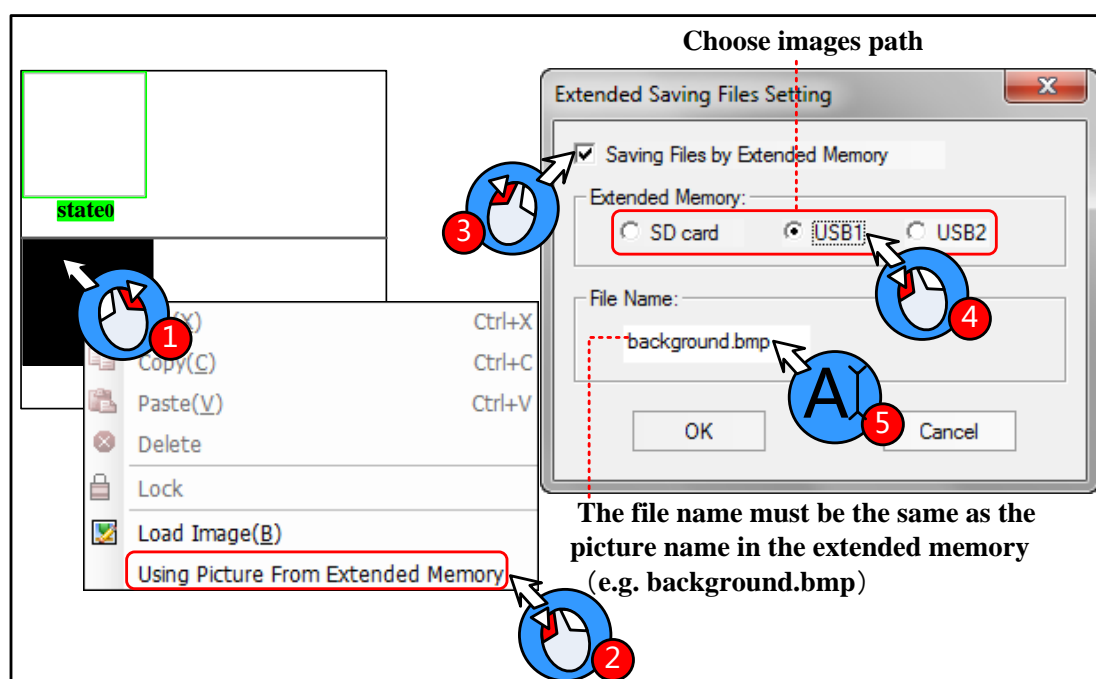 Choose images path
Extended Saving Files Setting
x
Saving Files by Extended Memory
3
Extended Memory:
SD card
USB1
USB2
4
File Name:
background.bmp
5
OK
Cancel
The file name must be the same as the
picture name in the extended memory
（e.g. background.bmp）
state0
1
(X)
Ctrl+X
Copy(C)
Ctrl+C
Paste(V)
Ctrl+V
Delete
Lock
Load Image(B)
Using Picture From Extended Memory
2